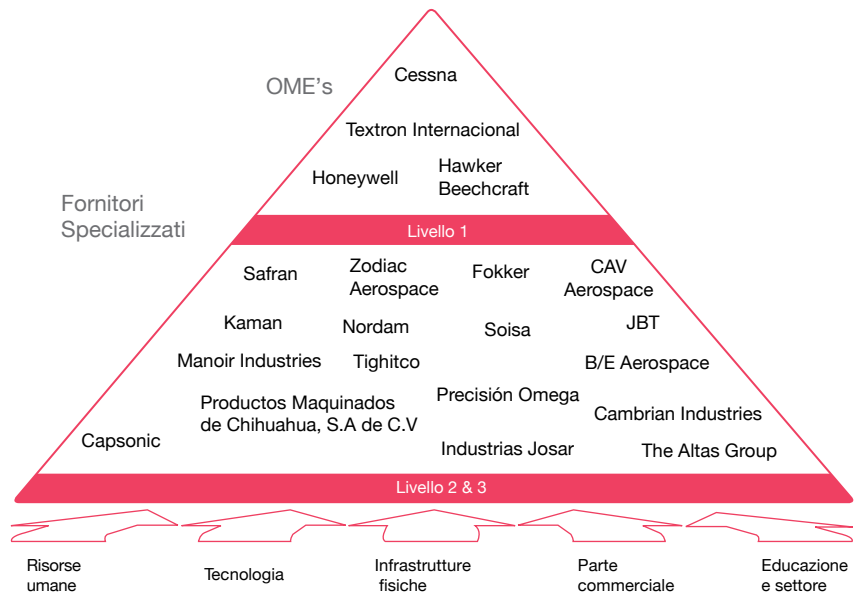 OME's
Cessna
Textron Internacional
Honeywell
Hawker
Beechcraft
Fornitori
Specializzati
Livello 1
Safran
Zodiac
Aerospace
Fokker
CAV
Aerospace
Kaman
Nordam
Soisa
JBT
Manoir Industries
Tighitco
B/E Aerospace
Productos Maquinados
de Chihuahua, S.A de C.V
Precisión Omega
Cambrian Industries
Capsonic
Industrias Josar
The Altas Group
Livello 2 & 3
Risorse
umane
Tecnologia
Infrastrutture
fisiche
Parte
commerciale
Educazione
e settore